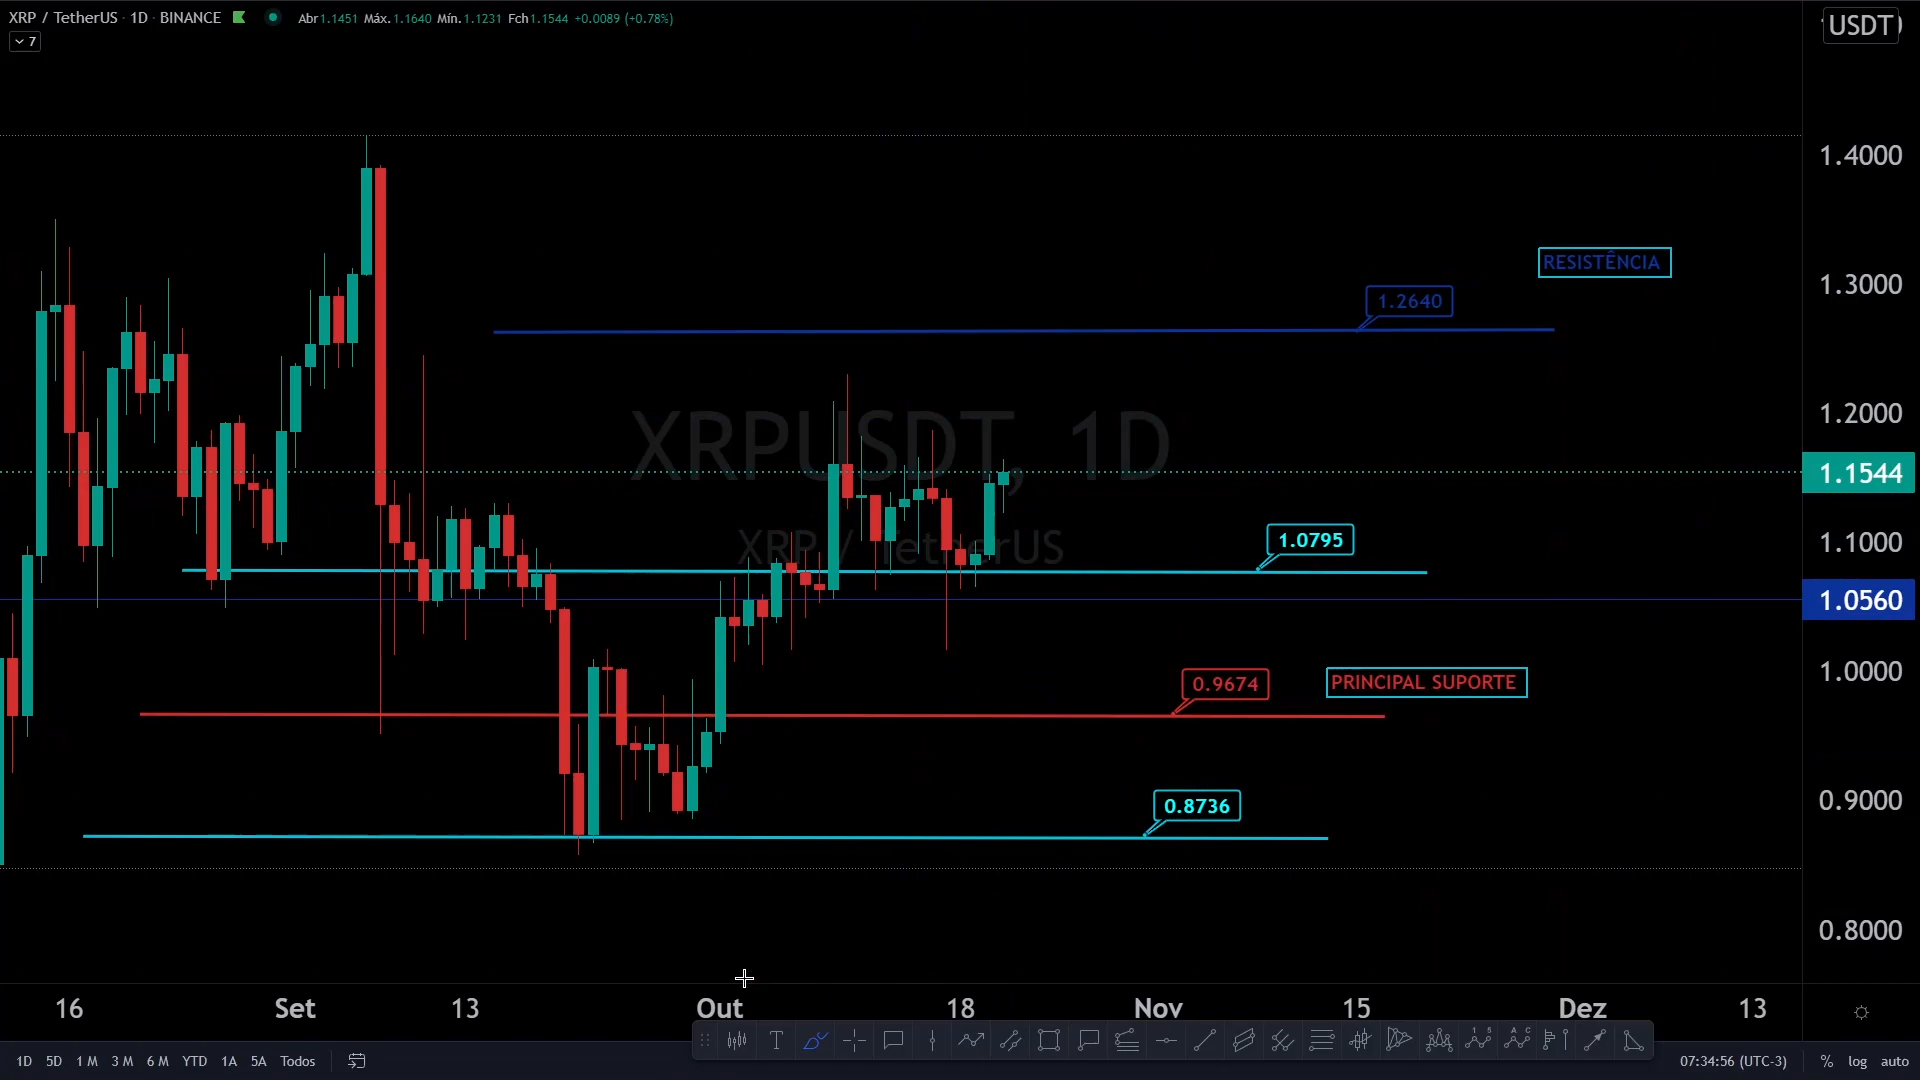 XRP / TetherUS · 1D · BINANCE Abr1.1451 Máx.1.1640 Mín.1.1231 Fch1.1544 +0.0089 (+0.78%)
7
USDT
1.4000
RESISTÊNCIA
1.3000
1.2640
1.2000
XRPUSDT, 1D
1.1544
1.0795
1.1000
XRP / TetherUS
1.0560
0.9674
PRINCIPAL SUPORTE
1.0000
0.8736
0.9000
0.8000
16 Set 13 Out 18 Nov 15 Dez 13
1D 5D 1 M 3 M 6 M YTD 1A 5A Todos 07:34:56 (UTC-3) % log auto